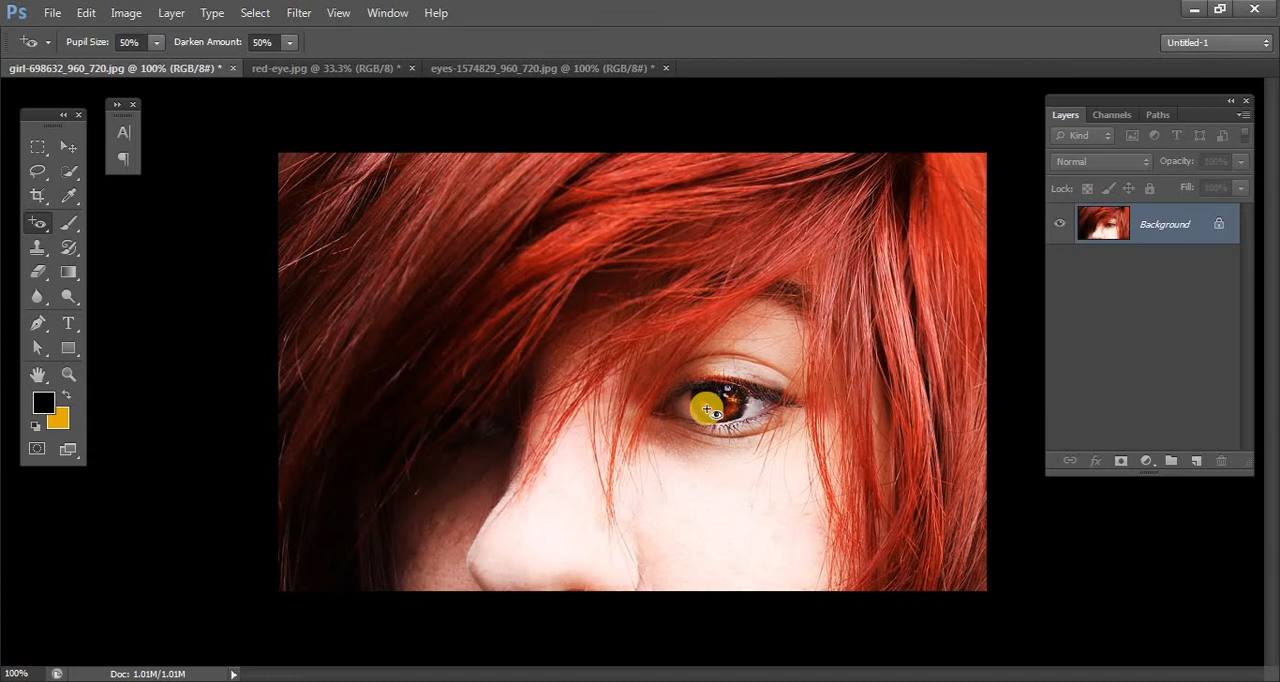 Ps File Edit Image Layer Type Select Filter View Window Help
Pupil Size: 50% Darken Amount: 50% Untitled-1
girl-698632_960_720.jpg @ 100% (RGB/8#) * × red-eye.jpg @ 33.3% (RGB/8) * × eyes-1574829_960_720.jpg @ 100% (RGB/8#) * ×
Layers Channels Paths
Kind
Normal Opacity: 100%
Lock: Fill: 100%
Background
100% Doc: 1.01M/1.01M